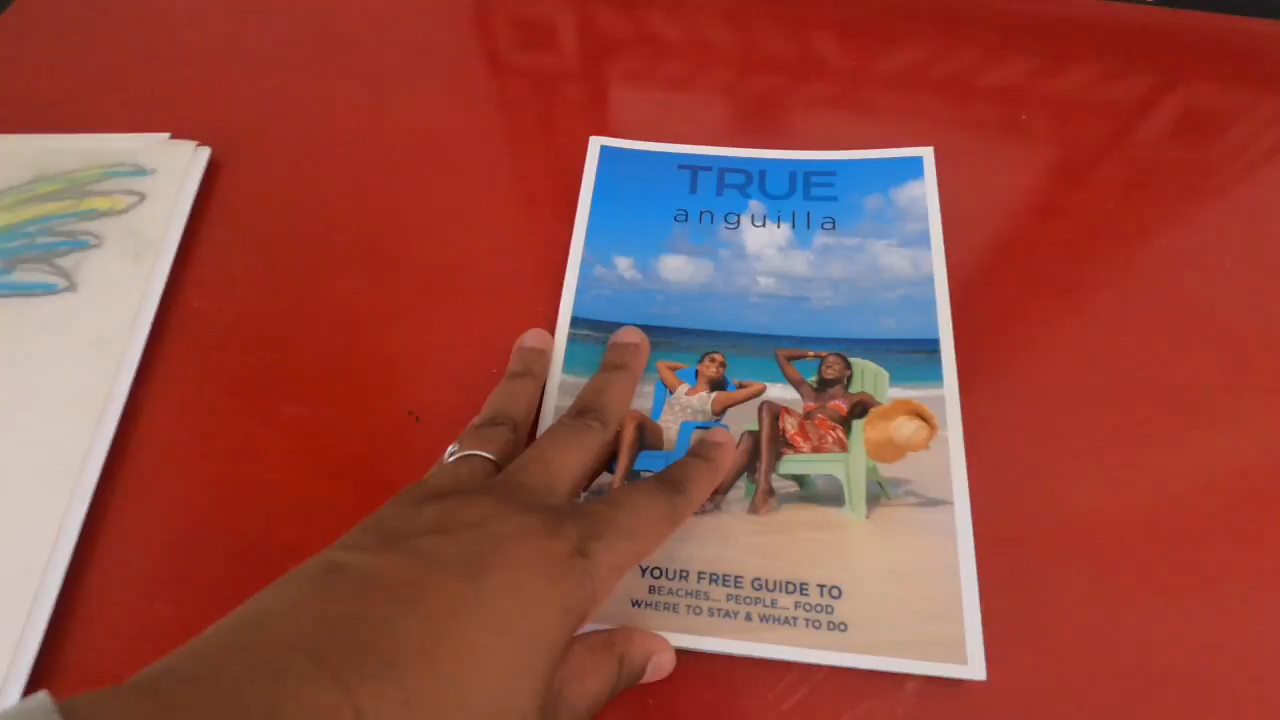 TRUE
anguilla
YOUR FREE GUIDE TO
BEACHES... PEOPLE... FOOD
WHERE TO STAY & WHAT TO DO